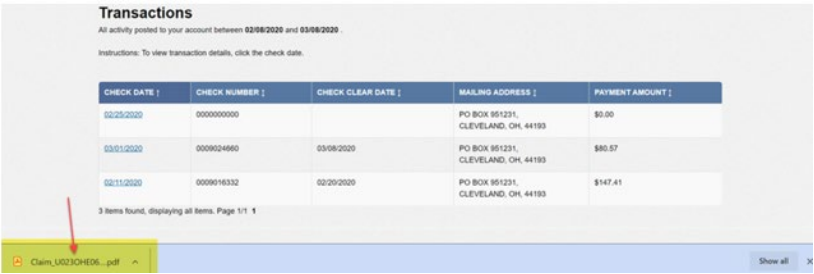 Transactions
All activity posted to your account between 02/08/2020 and 03/08/2020 .
Instructions: To view transaction details, click the check date.
CHECK DATE CHECK NUMBER CHECK CLEAR DATE MAILING ADDRESS PAYMENT AMOUNT
02/25/2020 0000000000 PO BOX 951231, $0.00
CLEVELAND, OH, 44193
03/01/2020 0009024660 03/08/2020 PO BOX 951231, $80.57
CLEVELAND, OH, 44193
02/11/2020 0009016332 02/20/2020 PO BOX 951231, $147.41
CLEVELAND, OH, 44193
3 items found, displaying all items. Page 1/1 1
Claim_U023OHE06....pdf Show all